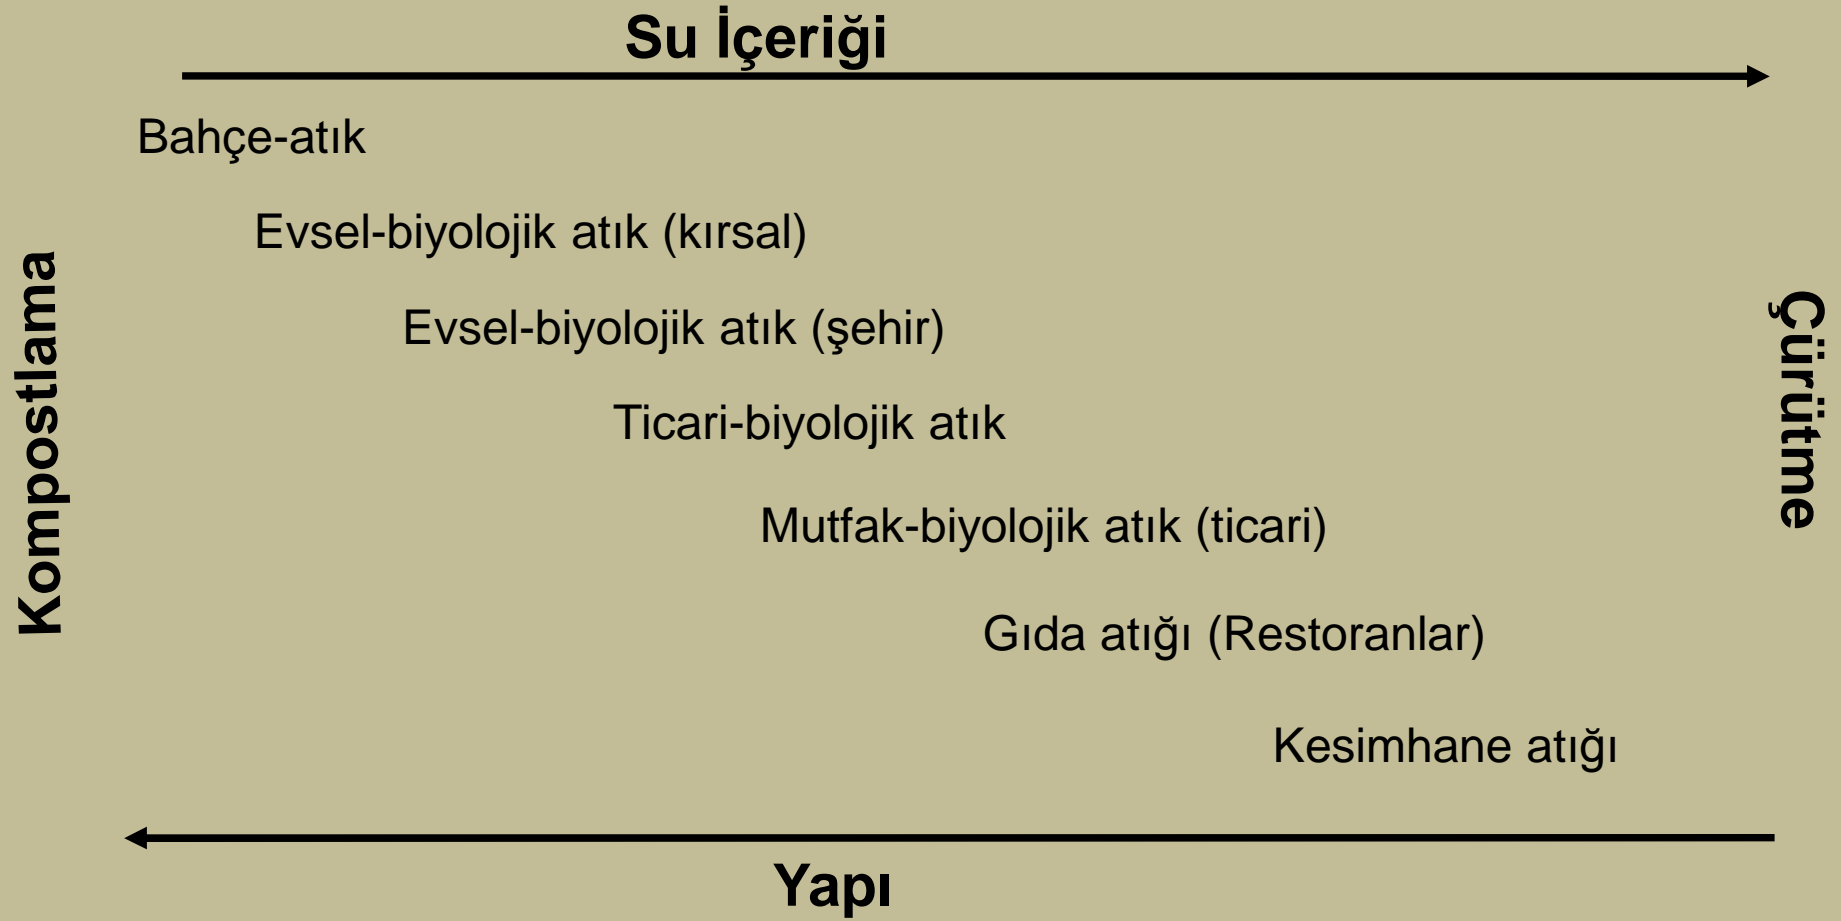 Su İçeriği
Bahçe-atık
Evsel-biyolojik atık (kırsal)
Evsel-biyolojik atık (şehir)
Ticari-biyolojik atık
Mutfak-biyolojik atık (ticari)
Gıda atığı (Restoranlar)
Kesimhane atığı
Kompostlama
Çürütme
Yapı